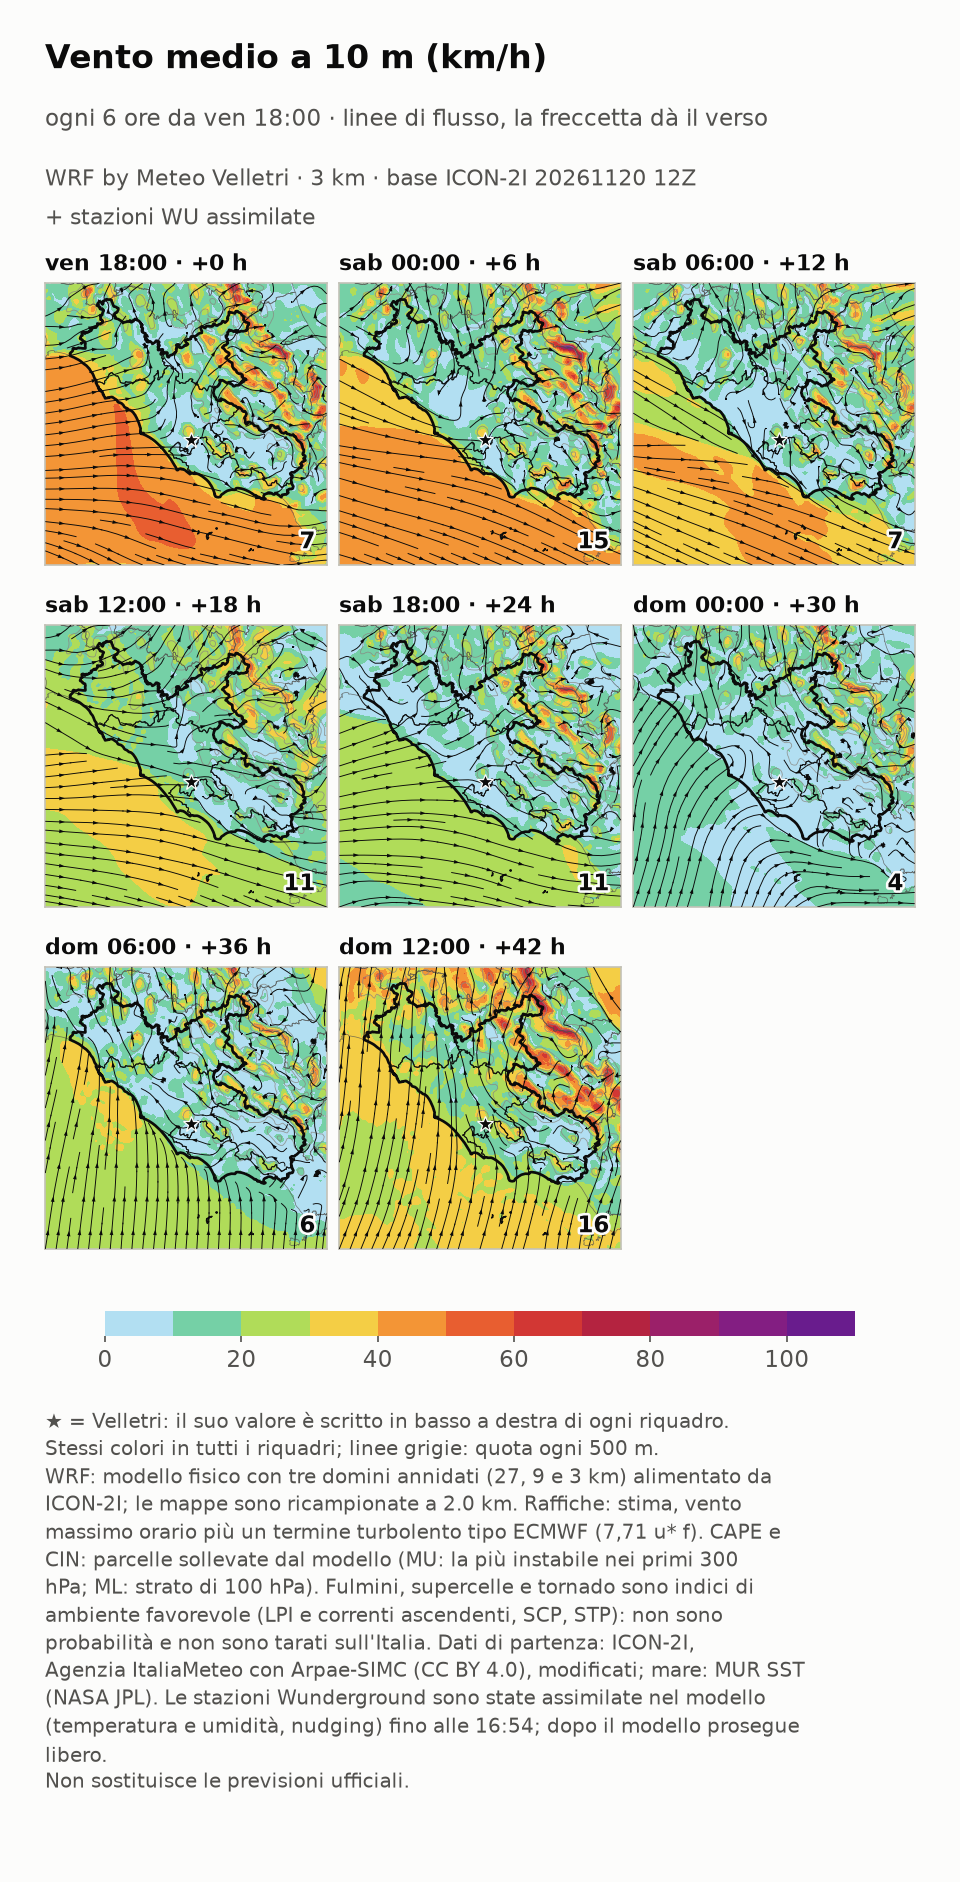 Vento medio a 10 m (km/h)
ogni 6 ore da ven 18:00 · linee di flusso, la freccetta dà il verso
WRF by Meteo Velletri · 3 km · base ICON-2I 20261120 12Z
+ stazioni WU assimilate
ven 18:00 · +0 h
sab 00:00 · +6 h
sab 06:00 · +12 h
7
15
7
sab 12:00 · +18 h
sab 18:00 · +24 h
dom 00:00 · +30 h
11
11
4
dom 06:00 · +36 h
dom 12:00 · +42 h
6
16
0 20 40 60 80 100
★ = Velletri: il suo valore è scritto in basso a destra di ogni riquadro.
Stessi colori in tutti i riquadri; linee grigie: quota ogni 500 m.
WRF: modello fisico con tre domini annidati (27, 9 e 3 km) alimentato da
ICON-2I; le mappe sono ricampionate a 2.0 km. Raffiche: stima, vento
massimo orario più un termine turbolento tipo ECMWF (7,71 u* f). CAPE e
CIN: parcelle sollevate dal modello (MU: la più instabile nei primi 300
hPa; ML: strato di 100 hPa). Fulmini, supercelle e tornado sono indici di
ambiente favorevole (LPI e correnti ascendenti, SCP, STP): non sono
probabilità e non sono tarati sull'Italia. Dati di partenza: ICON-2I,
Agenzia ItaliaMeteo con Arpae-SIMC (CC BY 4.0), modificati; mare: MUR SST
(NASA JPL). Le stazioni Wunderground sono state assimilate nel modello
(temperatura e umidità, nudging) fino alle 16:54; dopo il modello prosegue
libero.
Non sostituisce le previsioni ufficiali.